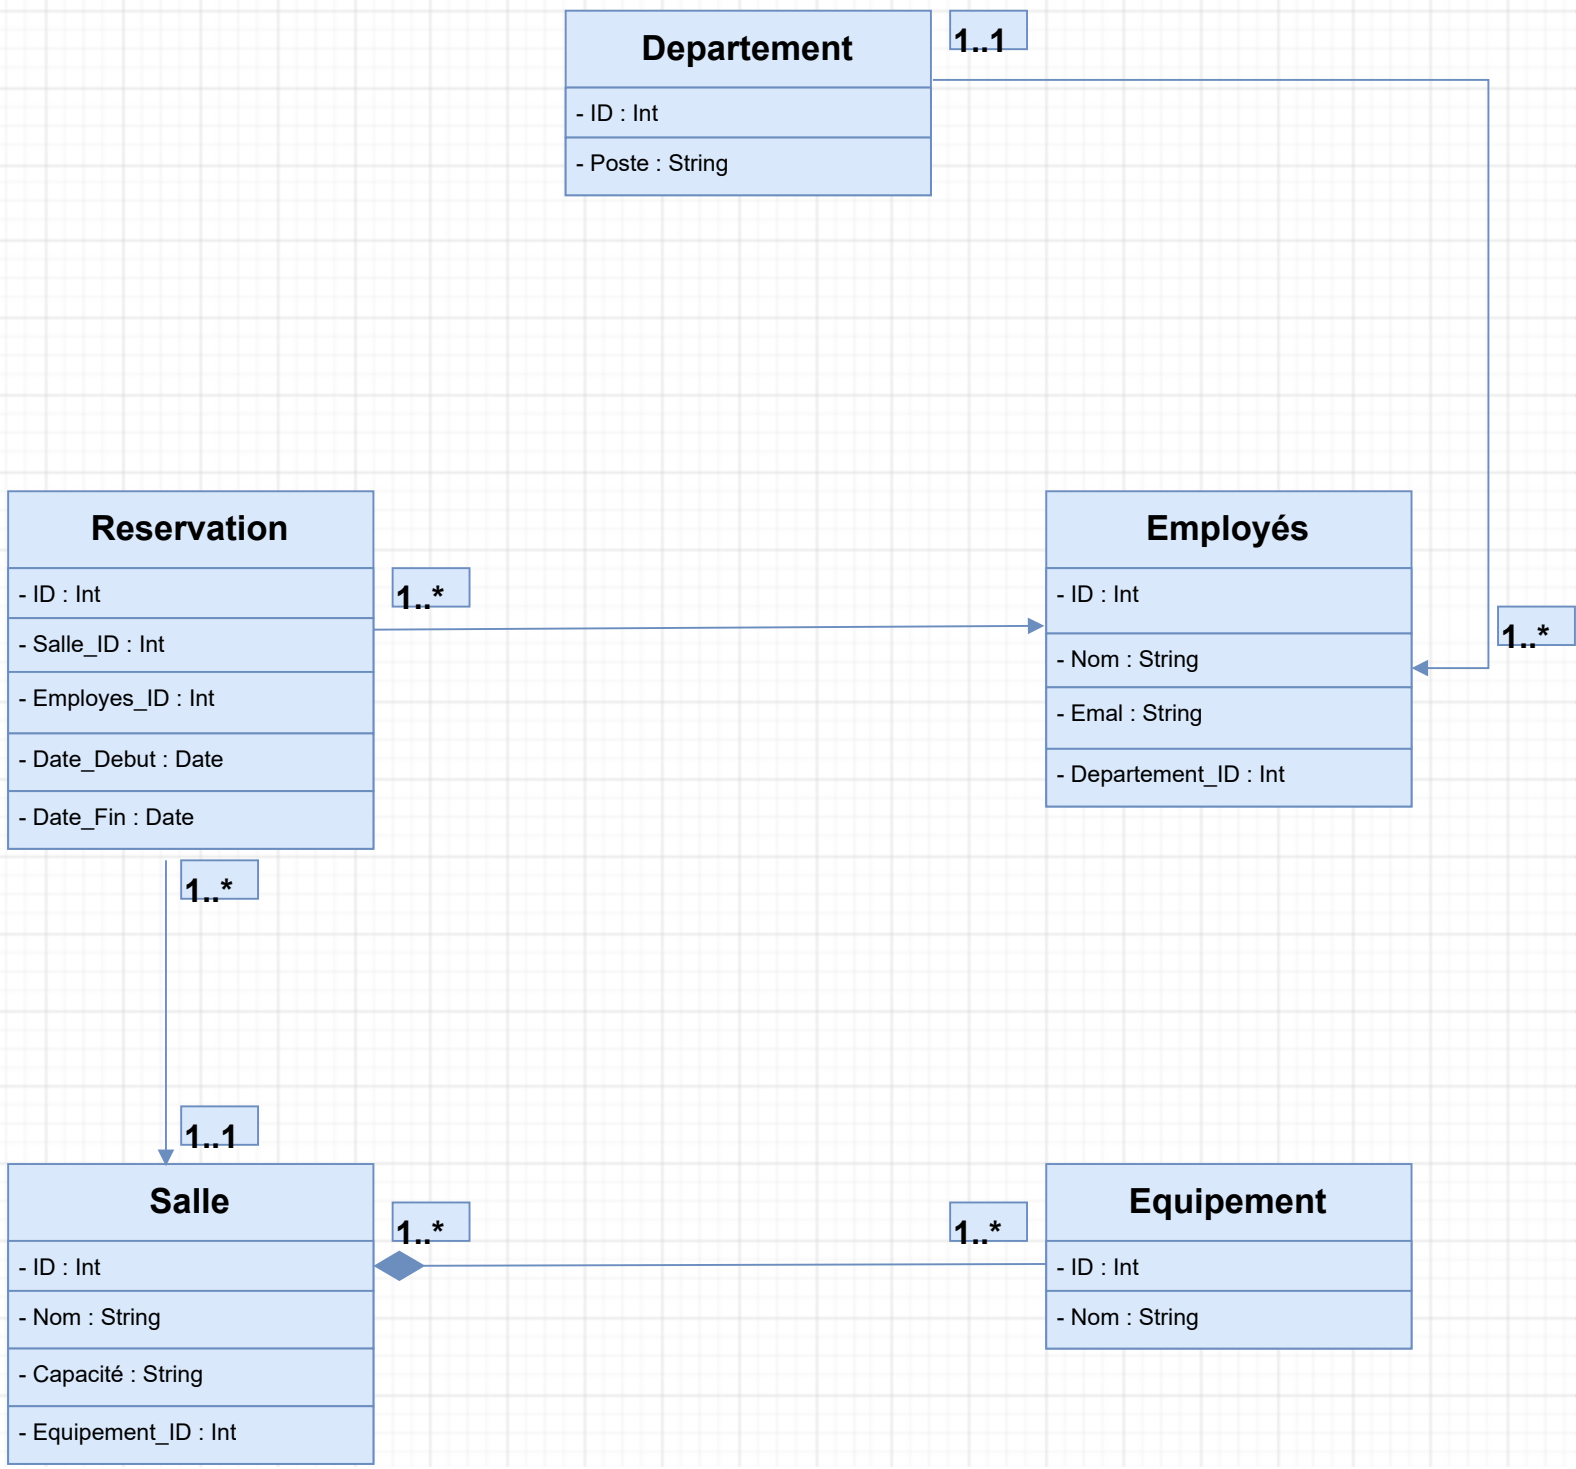 Departement
1..1
- ID : Int
- Poste : String
Reservation
- ID : Int
- Salle_ID : Int
- Employes_ID : Int
- Date_Debut : Date
- Date_Fin : Date
1..*
Employés
- ID : Int
- Nom : String
- Emal : String
- Departement_ID : Int
1..*
1..*
1..1
Salle
- ID : Int
- Nom : String
- Capacité : String
- Equipement_ID : Int
1..*
1..*
Equipement
- ID : Int
- Nom : String